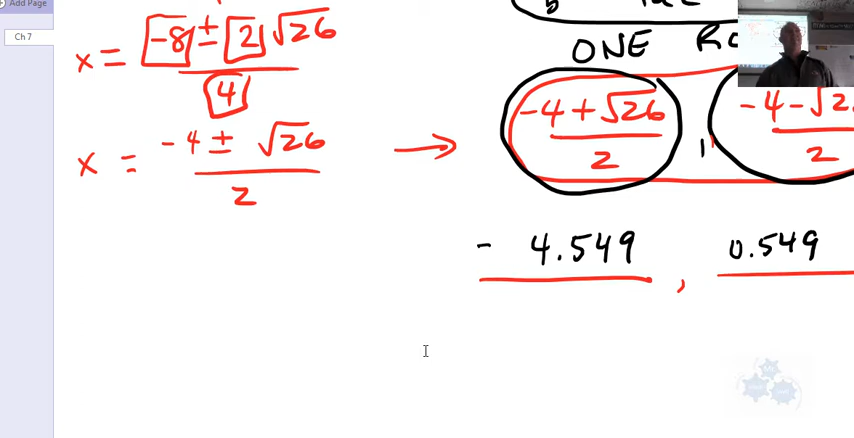 Add Page
Ch 7
x = -8 ± 2 √26
4
x = -4 ± √26
2
→
ONE
-4 + √26
2
,
-4 - √2
2
- 4.549 , 0.549